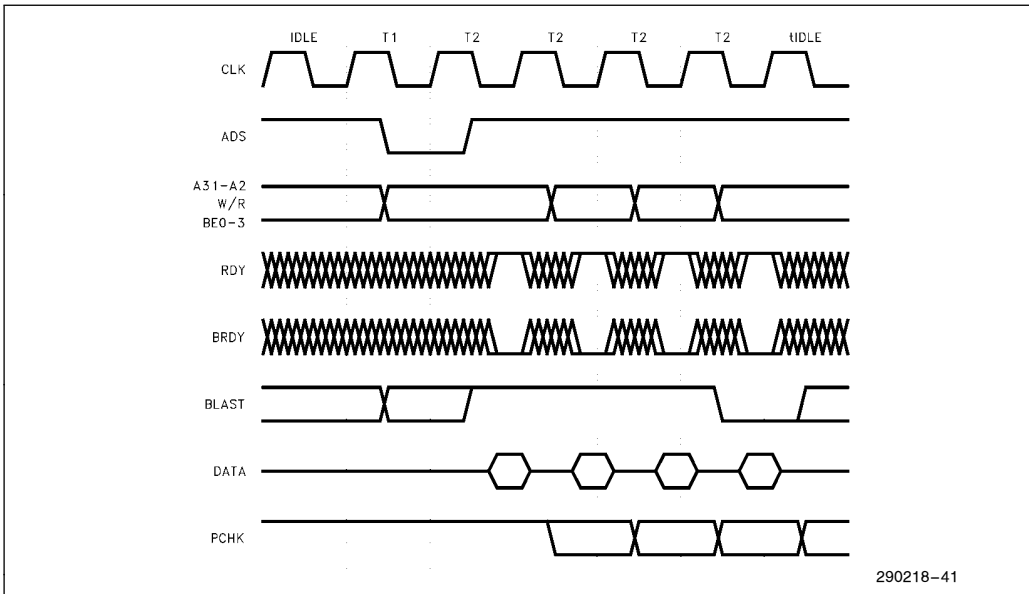 IDLE T1 T2 T2 T2 T2 tIDLE
CLK
ADS
A31-A2
W/R
BE0-3
RDY
BRDY
BLAST
DATA
PCHK
290218-41